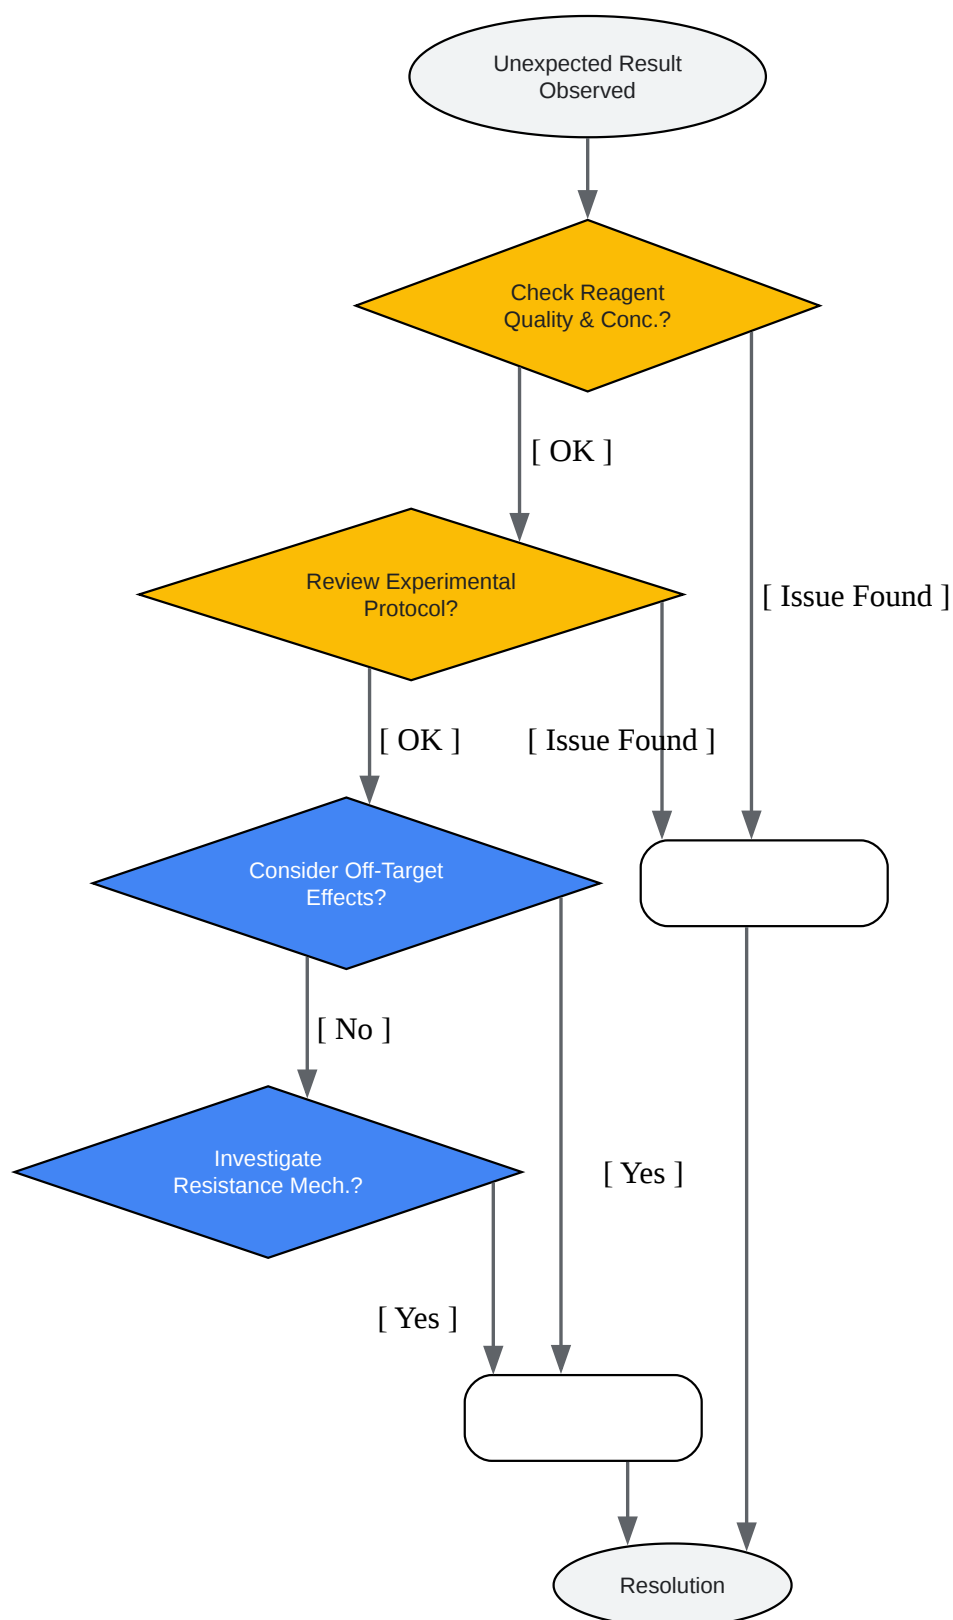 Unexpected Result
Observed
Check Reagent
Quality & Conc.?
[ OK ]
Review Experimental
Protocol?
[ Issue Found ]
[ OK ]
[ Issue Found ]
Consider Off-Target
Effects?
[ No ]
Investigate
Resistance Mech.?
[ Yes ]
[ Yes ]
Resolution